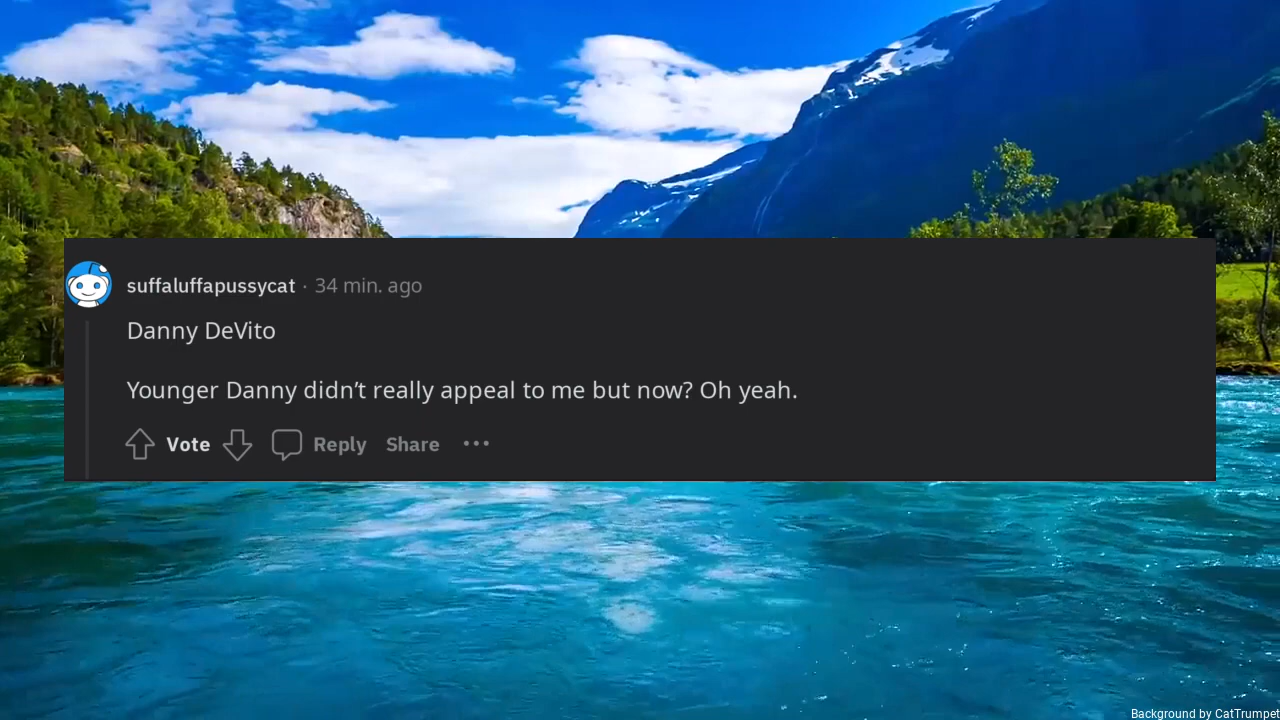 suffaluffapussycat · 34 min. ago
Danny DeVito
Younger Danny didn’t really appeal to me but now? Oh yeah.
Vote Reply Share •••
Background by CatTrumpet